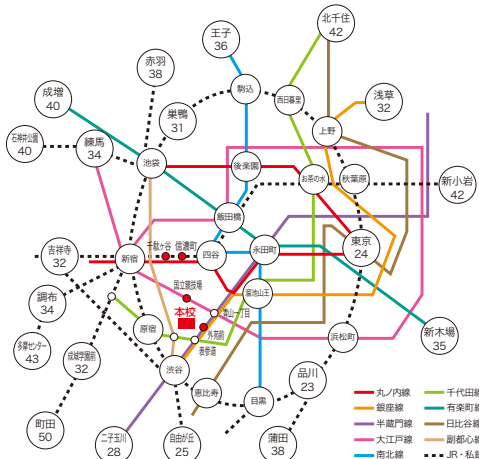 王子
36
北千住
42
赤羽
38
駒込
西日暮里
浅草
32
成増
40
巣鴨
31
上野
石神井公園
40
練馬
34
池袋
後楽園
お茶の水
秋葉原
新小岩
42
飯田橋
吉祥寺
32
新宿
千駄ヶ谷
信濃町
四谷
永田町
東京
24
国立競技場
溜池山王
調布
34
本校
青山一丁目
外苑前
表参道
原宿
新木場
35
浜松町
多摩センター
43
成城学園前
32
渋谷
恵比寿
目黒
品川
23
町田
50
二子玉川
28
自由が丘
25
蒲田
38
丸ノ内線
千代田線
銀座線
有楽町線
半蔵門線
日比谷線
大江戸線
副都心線
南北線
JR・私鉄